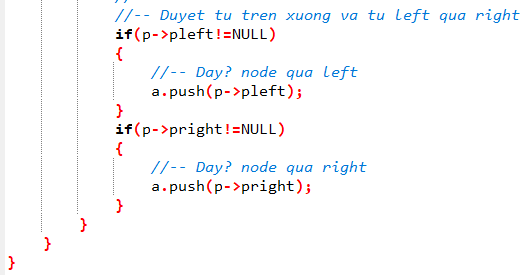 //-- Duyet tu tren xuong va tu left qua right
if(p->pleft!=NULL)
{
//-- Day? node qua left
a.push(p->pleft);
}
if(p->pright!=NULL)
{
//-- Day? node qua right
a.push(p->pright);
}
}
}
}